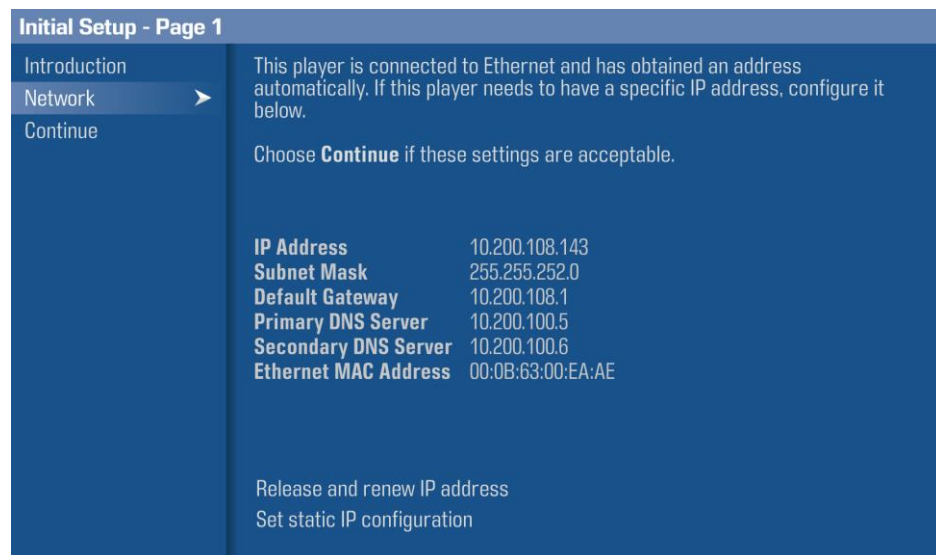 Initial Setup - Page 1
Introduction
Network
Continue
This player is connected to Ethernet and has obtained an address
automatically. If this player needs to have a specific IP address, configure it
below.
Choose Continue if these settings are acceptable.
IP Address 10.200.108.143
Subnet Mask 255.255.252.0
Default Gateway 10.200.108.1
Primary DNS Server 10.200.100.5
Secondary DNS Server 10.200.100.6
Ethernet MAC Address 00:0B:63:00:EA:AE
Release and renew IP address
Set static IP configuration